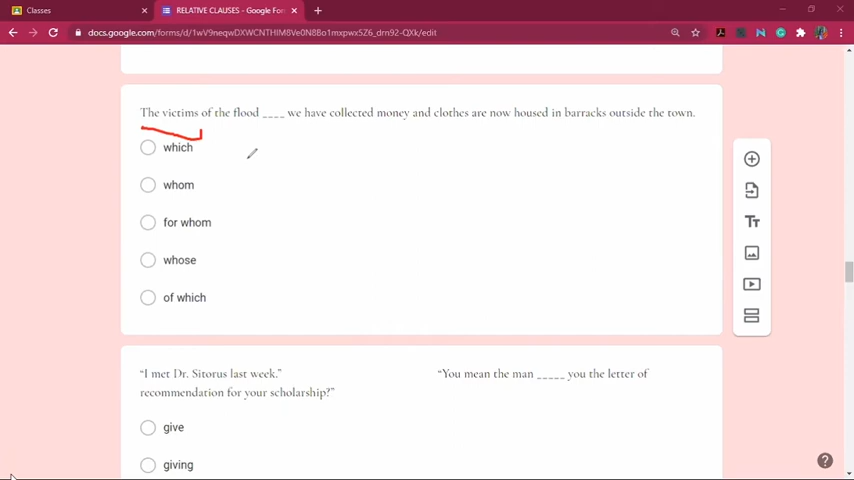 Classes
RELATIVE CLAUSES - Google Fo
docs.google.com/forms/d/1wV9neqwDXWCNTHIM8Ve0N8Bo1mxpwx5Z6_drn92-QXk/edit
The victims of the flood ____ we have collected money and clothes are now housed in barracks outside the town.
which
whom
for whom
whose
of which
"I met Dr. Sitorus last week." "You mean the man _____ you the letter of
recommendation for your scholarship?"
give
giving